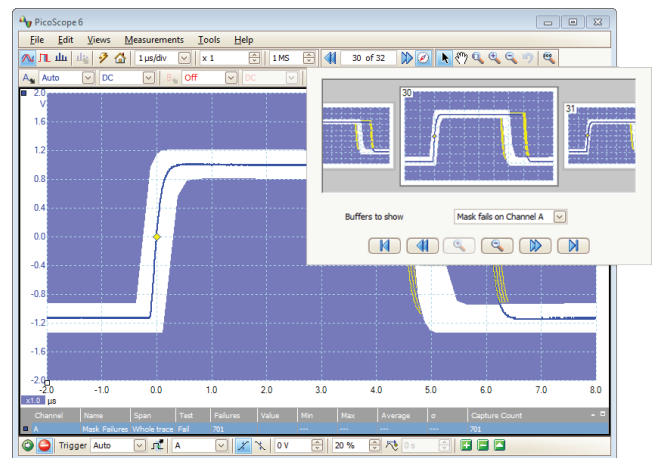 PicoScope 6
File Edit Views Measurements Tools Help
1 µs/div x 1 1 MS 30 of 32
A Auto DC B Off DC
30
31
Buffers to show Mask fails on Channel A
2.0
V
1.6
1.2
0.8
0.4
0.0
-0.4
-0.8
-1.2
-1.6
-2.0
-2.0 -1.0 0.0 1.0 2.0 3.0 4.0 5.0 6.0 7.0 8.0
x1.0 µs
Channel Name Span Test Failures Value Min Max Average σ Capture Count
A Mask Failures Whole trace Fail 701 --- --- --- --- --- 701
Trigger Auto A 0 V 20 % 0 s